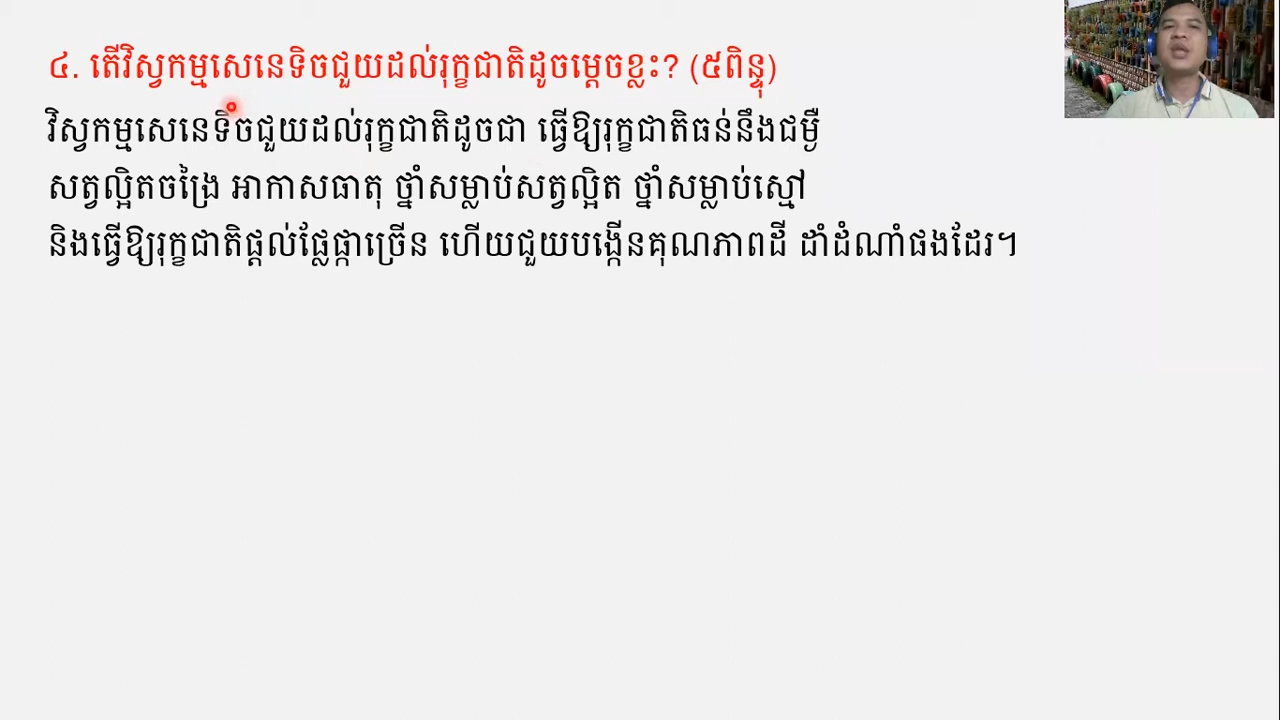 ៤. តើវិស្វកម្មសេនេទិចជួយដល់រុក្ខជាតិដូចម្ដេចខ្លះ? (៥ពិន្ទុ)
វិស្វកម្មសេនេទិចជួយដល់រុក្ខជាតិដូចជា ធ្វើឱ្យរុក្ខជាតិធន់នឹងជម្ងឺ
សត្វល្អិតចង្រៃ អាកាសធាតុ ថ្នាំសម្លាប់សត្វល្អិត ថ្នាំសម្លាប់ស្មៅ
និងធ្វើឱ្យរុក្ខជាតិផ្ដល់ផ្លែផ្កាច្រើន ហើយជួយបង្កើនគុណភាពដី ដាំដំណាំផងដែរ។